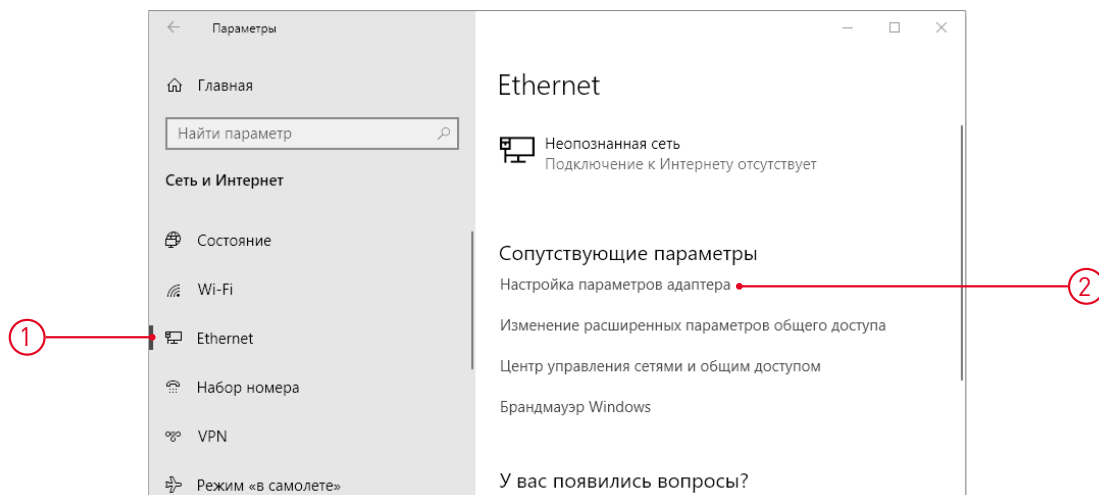 Параметры
Главная
Найти параметр
Сеть и Интернет
Состояние
Wi-Fi
1
Ethernet
Набор номера
VPN
Режим «в самолете»
Ethernet
Неопознанная сеть
Подключение к Интернету отсутствует
Сопутствующие параметры
Настройка параметров адаптера
2
Изменение расширенных параметров общего доступа
Центр управления сетями и общим доступом
Брандмауэр Windows
У вас появились вопросы?